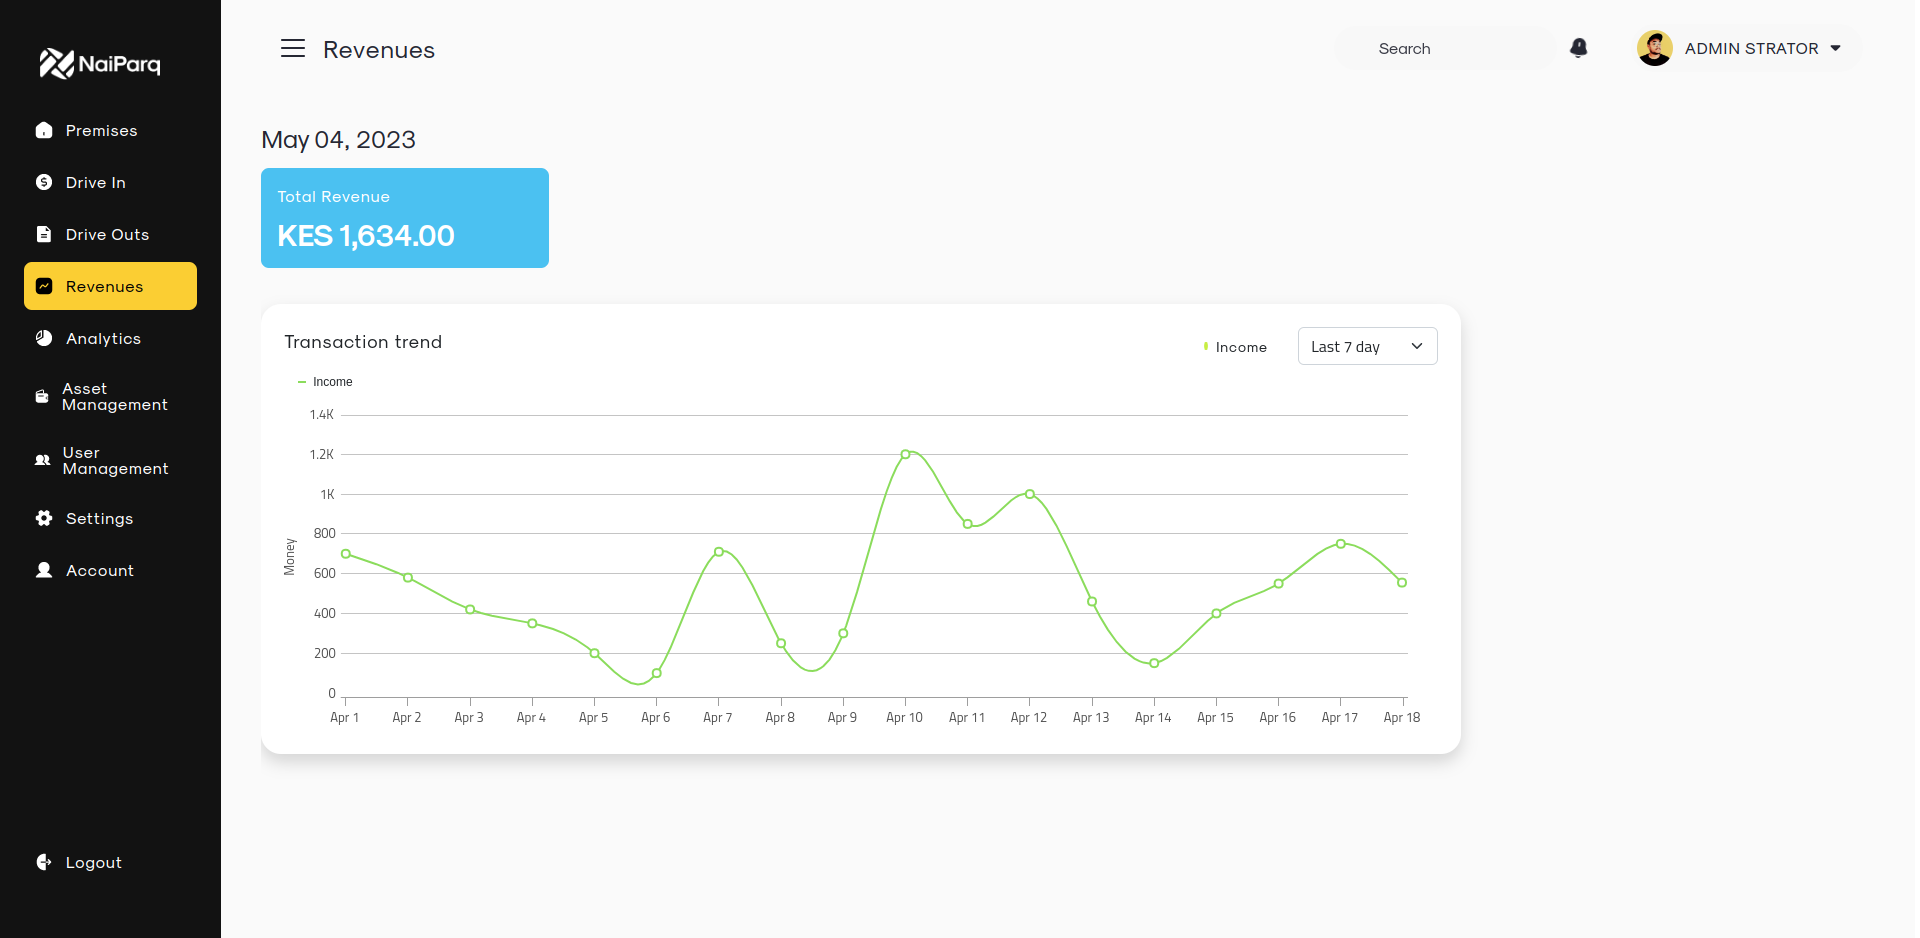 NaiParq
Premises
Drive In
Drive Outs
Revenues
Analytics
Asset
Management
User
Management
Settings
Account
Logout
Revenues
Search
ADMIN STRATOR
May 04, 2023
Total Revenue
KES 1,634.00
Transaction trend
Income
Last 7 day
Income
Money
1.4K
1.2K
1K
800
600
400
200
0
Apr 1 Apr 2 Apr 3 Apr 4 Apr 5 Apr 6 Apr 7 Apr 8 Apr 9 Apr 10 Apr 11 Apr 12 Apr 13 Apr 14 Apr 15 Apr 16 Apr 17 Apr 18